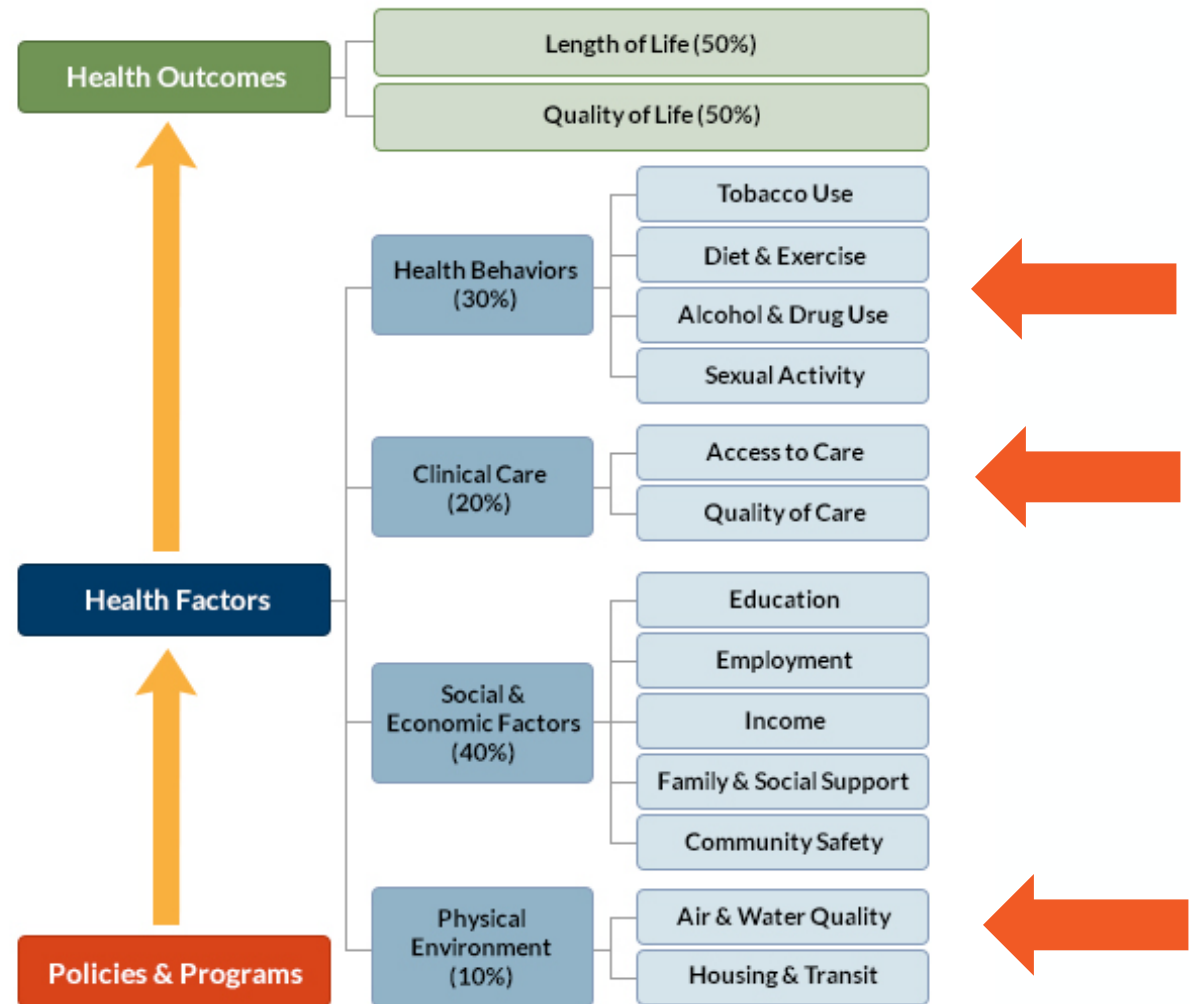 Health Outcomes
Length of Life (50%)
Quality of Life (50%)
Tobacco Use
Health Behaviors
(30%)
Diet & Exercise
Alcohol & Drug Use
Sexual Activity
Clinical Care
(20%)
Access to Care
Quality of Care
Health Factors
Social &
Economic Factors
(40%)
Education
Employment
Income
Family & Social Support
Community Safety
Policies & Programs
Physical
Environment
(10%)
Air & Water Quality
Housing & Transit